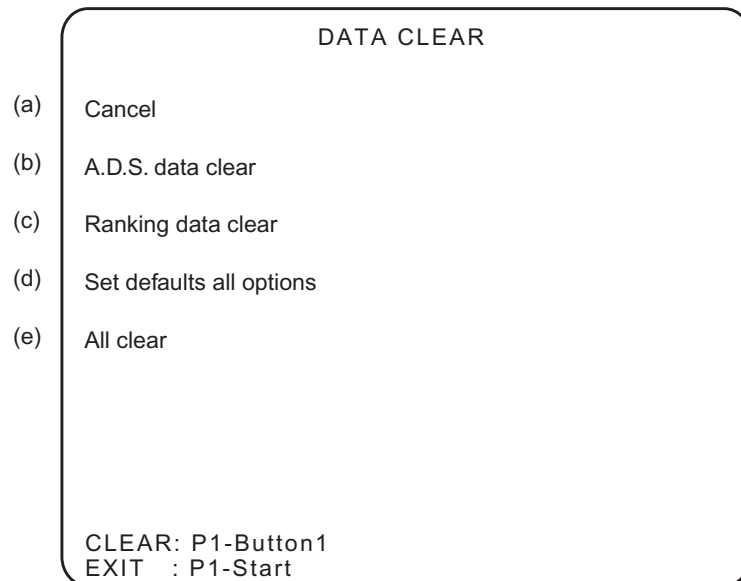 DATA CLEAR
(a) Cancel
(b) A.D.S. data clear
(c) Ranking data clear
(d) Set defaults all options
(e) All clear
CLEAR: P1-Button1
EXIT : P1-Start